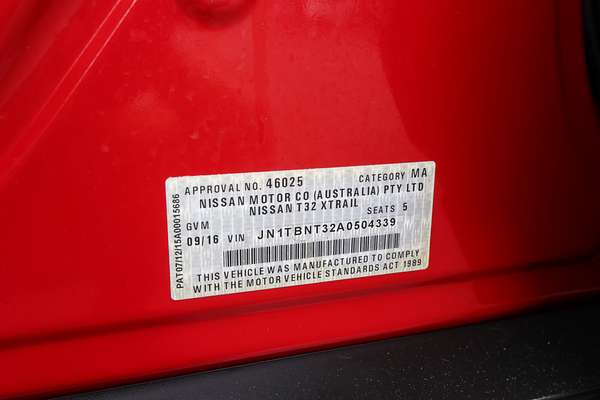 APPROVAL NO. 46025 CATEGORY MA
NISSAN MOTOR CO (AUSTRALIA) PTY LTD
NISSAN T32 XTRAIL
GVM SEATS 5
09/16 VIN JN1TBNT32A0504339
THIS VEHICLE WAS MANUFACTURED TO COMPLY
WITH THE MOTOR VEHICLE STANDARDS ACT 1989
PAT07/12/15A00015686